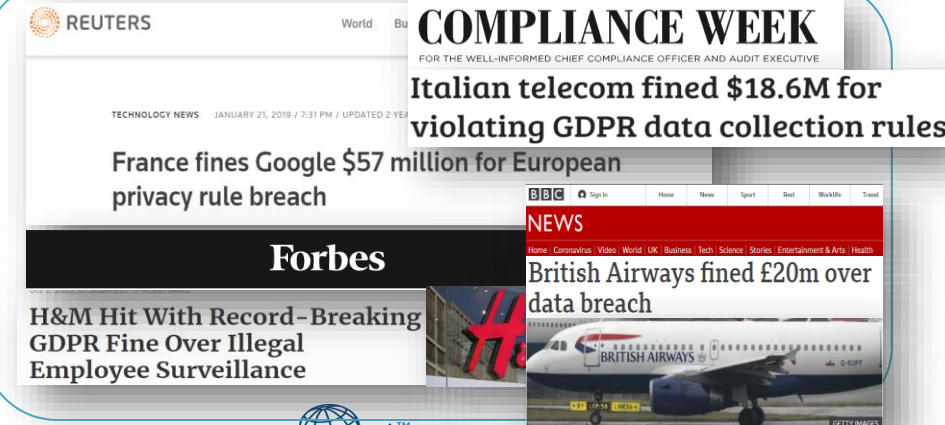 REUTERS
World
COMPLIANCE WEEK
FOR THE WELL-INFORMED CHIEF COMPLIANCE OFFICER AND AUDIT EXECUTIVE
Italian telecom fined $18.6M for
violating GDPR data collection rules
TECHNOLOGY NEWS JANUARY 21, 2019 / 7:31 PM / UPDATED 2
France fines Google $57 million for European
privacy rule breach
Forbes
H&M Hit With Record-Breaking
GDPR Fine Over Illegal
Employee Surveillance
BBC Sign in Home News Sport Reel Worklife Travel
NEWS
Home Coronavirus Video World UK Business Tech Science Stories Entertainment & Arts Health
British Airways fined £20m over
data breach
BRITISH AIRWAYS
G-EUPT
GETTY IMAGES
TM